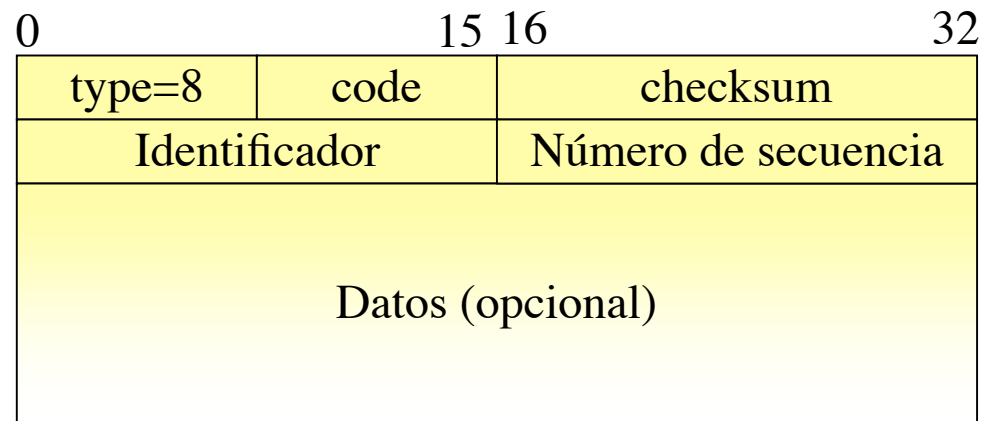 0 15 16 32
type=8 code checksum
Identificador Número de secuencia
Datos (opcional)